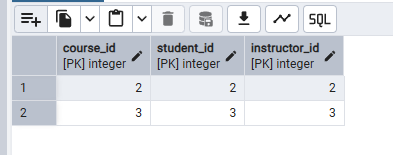 SQL
course_id student_id instructor_id
[PK] integer [PK] integer [PK] integer
1 2 2 2
2 3 3 3